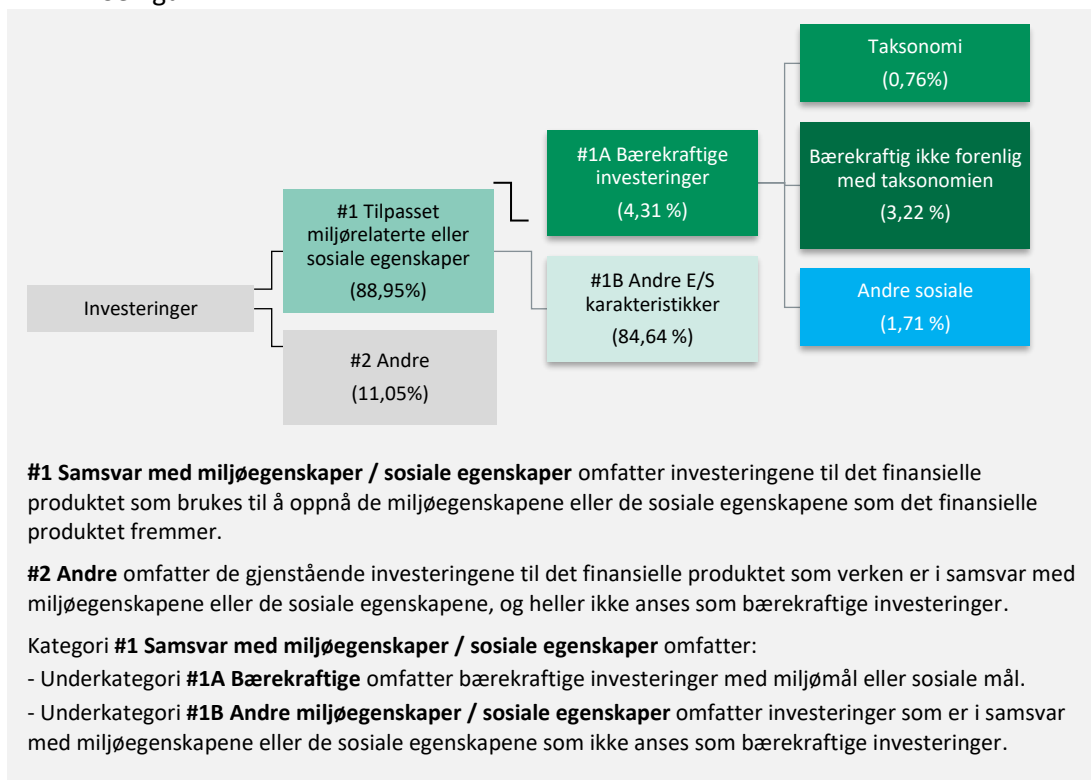 Taksonomi
(0,76%)
#1A Bærekraftige
investeringer
(4,31 %)
Bærekraftig ikke forenlig
med taksonomien
(3,22 %)
#1 Tilpasset
miljørelaterte eller
sosiale egenskaper
(88,95%)
Investeringer
#1B Andre E/S
karakteristikker
(84,64 %)
Andre sosiale
(1,71 %)
#2 Andre
(11,05%)
#1 Samsvar med miljøegenskaper / sosiale egenskaper omfatter investeringene til det finansielle
produktet som brukes til å oppnå de miljøegenskapene eller de sosiale egenskapene som det finansielle
produktet fremmer.
#2 Andre omfatter de gjenstående investeringene til det finansielle produktet som verken er i samsvar med
miljøegenskapene eller de sosiale egenskapene, og heller ikke anses som bærekraftige investeringer.
Kategori #1 Samsvar med miljøegenskaper / sosiale egenskaper omfatter:
- Underkategori #1A Bærekraftige omfatter bærekraftige investeringer med miljømål eller sosiale mål.
- Underkategori #1B Andre miljøegenskaper / sosiale egenskaper omfatter investeringer som er i samsvar
med miljøegenskapene eller de sosiale egenskapene som ikke anses som bærekraftige investeringer.